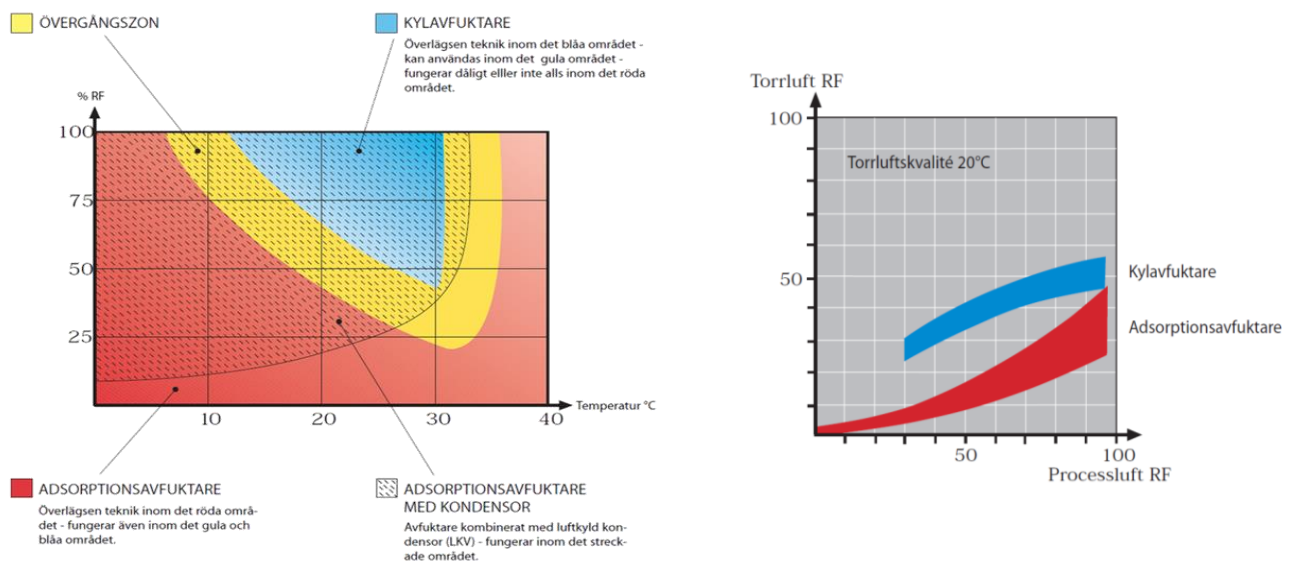 ÖVERGÅNGSZON
KYLAVFUKTARE
Överlägsen teknik inom det blåa området -
kan användas inom det gula området -
fungerar dåligt elller inte alls inom det röda
området.
% RF
100
75
50
25
10
20
30
40
Temperatur °C
ADSORPTIONSAVFUKTARE
Överlägsen teknik inom det röda områ-
det - fungerar även inom det gula och
blåa området.
ADSORPTIONSAVFUKTARE
MED KONDENSOR
Avfuktare kombinerat med luftkyld kon-
densor (LKV) - fungerar inom det streck-
ade området.
Torrluft RF
100
Torrluftskvalité 20°C
50
Kylavfuktare
Adsorptionsavfuktare
50
100
Processluft RF